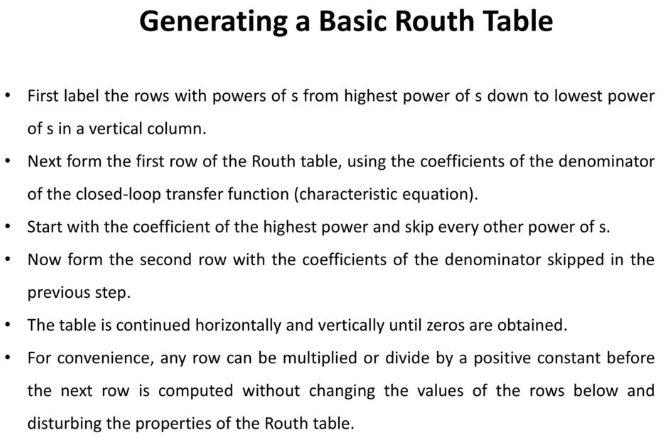 Generating a Basic Routh Table
• First label the rows with powers of s from highest power of s down to lowest power
of s in a vertical column.
• Next form the first row of the Routh table, using the coefficients of the denominator
of the closed-loop transfer function (characteristic equation).
• Start with the coefficient of the highest power and skip every other power of s.
• Now form the second row with the coefficients of the denominator skipped in the
previous step.
• The table is continued horizontally and vertically until zeros are obtained.
• For convenience, any row can be multiplied or divide by a positive constant before
the next row is computed without changing the values of the rows below and
disturbing the properties of the Routh table.